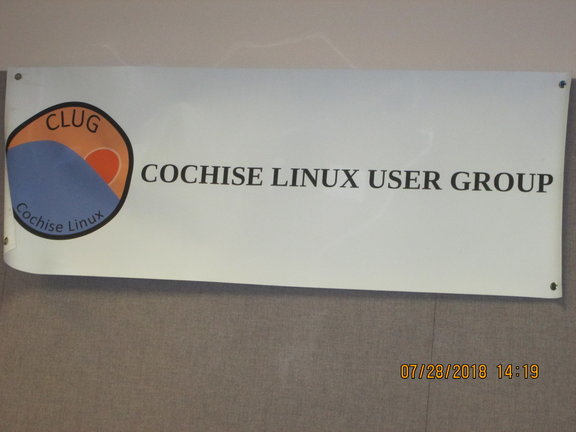 CLUG
Cochise Linux
COCHISE LINUX USER GROUP
07/28/2018 14:19